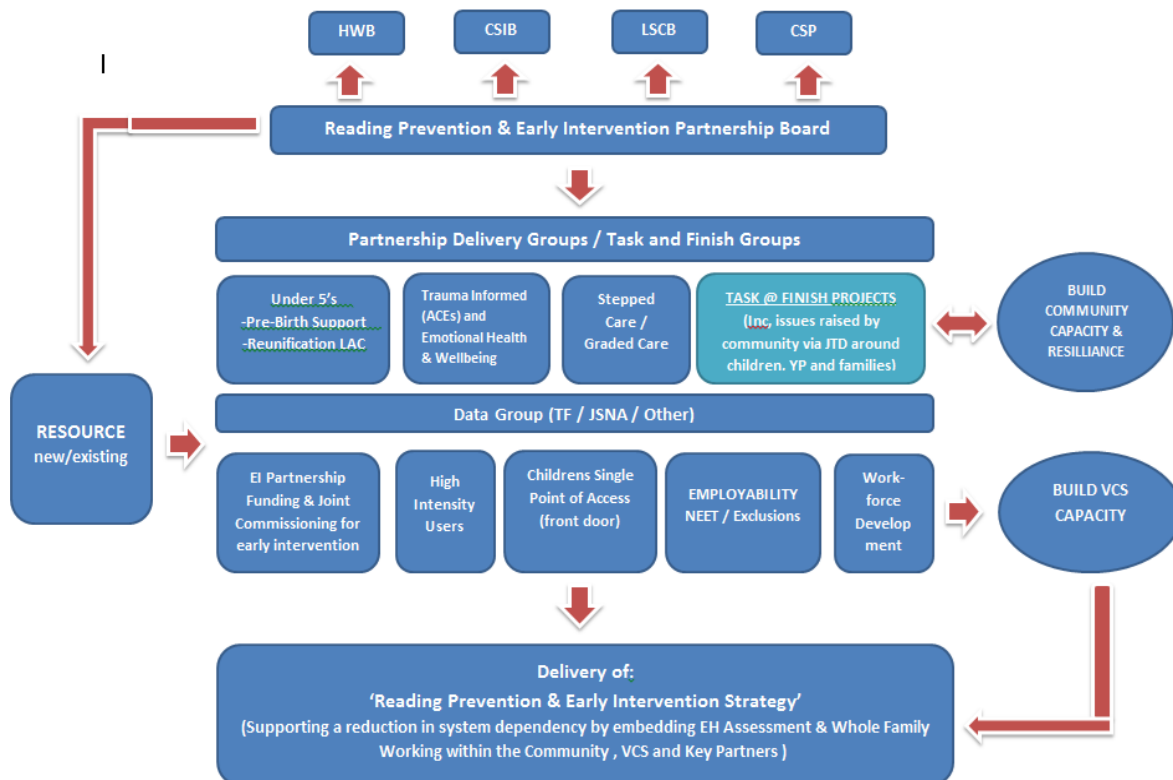 HWB
CSIB
LSCB
CSP
Reading Prevention & Early Intervention Partnership Board
Partnership Delivery Groups / Task and Finish Groups
Under 5's
-Pre-Birth Support
-Reunification LAC
Trauma Informed
(ACEs) and
Emotional Health
& Wellbeing
Stepped
Care /
Graded Care
TASK @ FINISH PROJECTS
(Inc, issues raised by
community via JTD around
children. YP and families)
BUILD
COMMUNITY
CAPACITY &
RESILLIANCE
RESOURCE
new/existing
Data Group (TF / JSNA / Other)
EI Partnership
Funding & Joint
Commissioning for
early intervention
High
Intensity
Users
Childrens Single
Point of Access
(front door)
EMPLOYABILITY
NEET / Exclusions
Work-
force
Develop
ment
BUILD VCS
CAPACITY
Delivery of:
‘Reading Prevention & Early Intervention Strategy’
(Supporting a reduction in system dependency by embedding EH Assessment & Whole Family
Working within the Community , VCS and Key Partners )